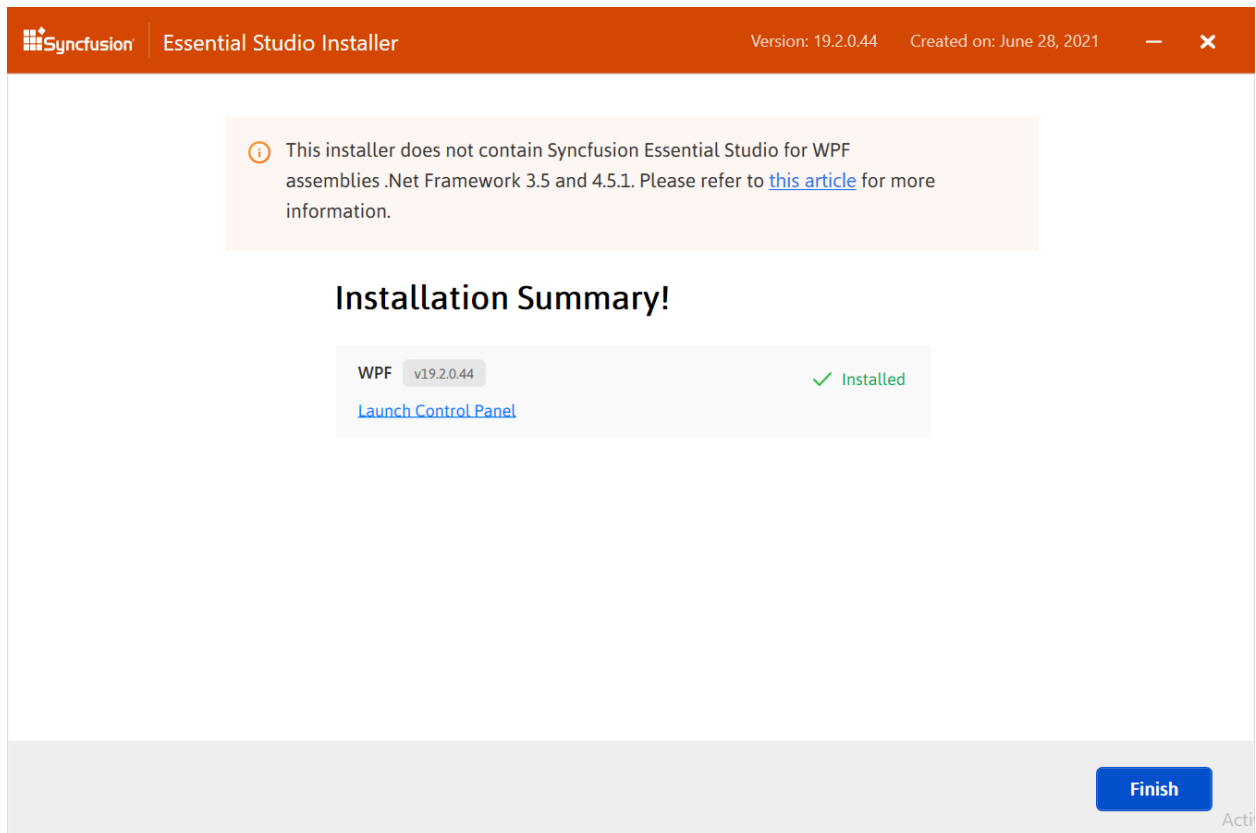 Syncfusion Essential Studio Installer Version: 19.2.0.44 Created on: June 28, 2021
This installer does not contain Syncfusion Essential Studio for WPF
assemblies .Net Framework 3.5 and 4.5.1. Please refer to this article for more
information.
Installation Summary!
WPF v19.2.0.44
Installed
Launch Control Panel
Finish
Acti